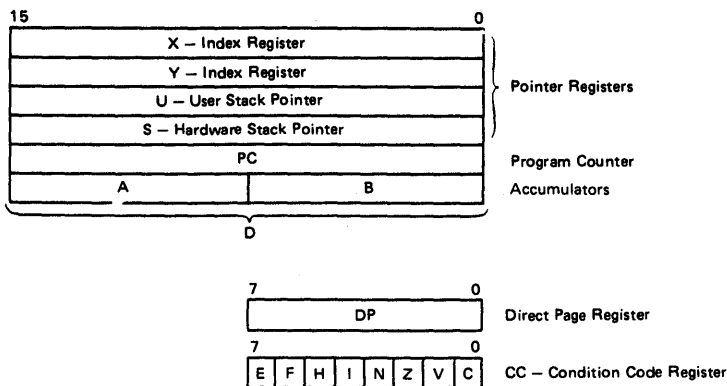 15 0
X – Index Register
Y – Index Register
U – User Stack Pointer
S – Hardware Stack Pointer
Pointer Registers
PC Program Counter
A B Accumulators
D
7 0
DP Direct Page Register
7 0
E F H I N Z V C CC – Condition Code Register